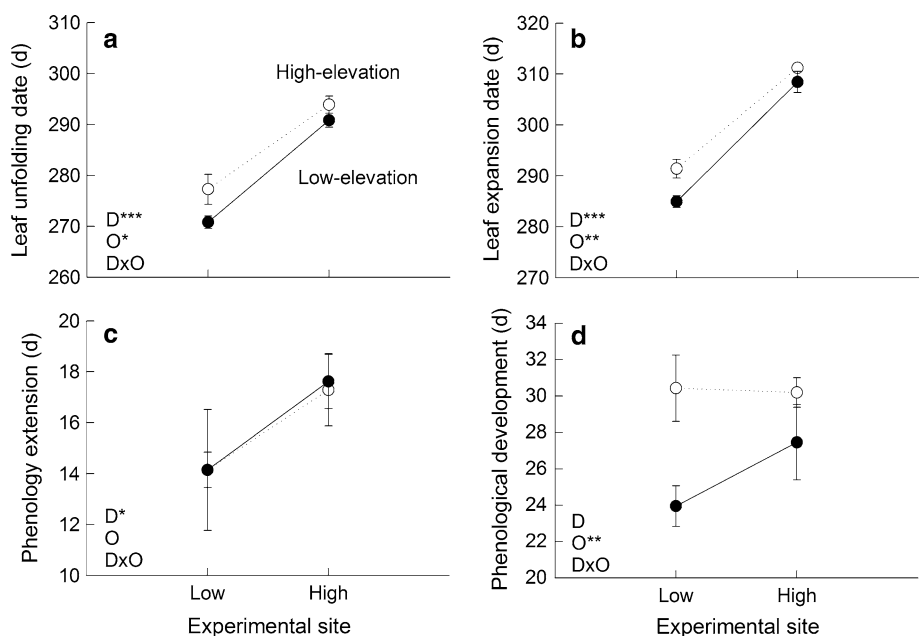 a
Leaf unfolding date (d)
310
300
290
280
270
260
High-elevation
Low-elevation
D***
O*
DxO
b
Leaf expansion date (d)
320
310
300
290
280
270
D***
O**
DxO
c
Phenology extension (d)
20
18
16
14
12
10
D*
O
DxO
Low
High
Experimental site
d
Phenological development (d)
34
32
30
28
26
24
22
20
D
O**
DxO
Low
High
Experimental site